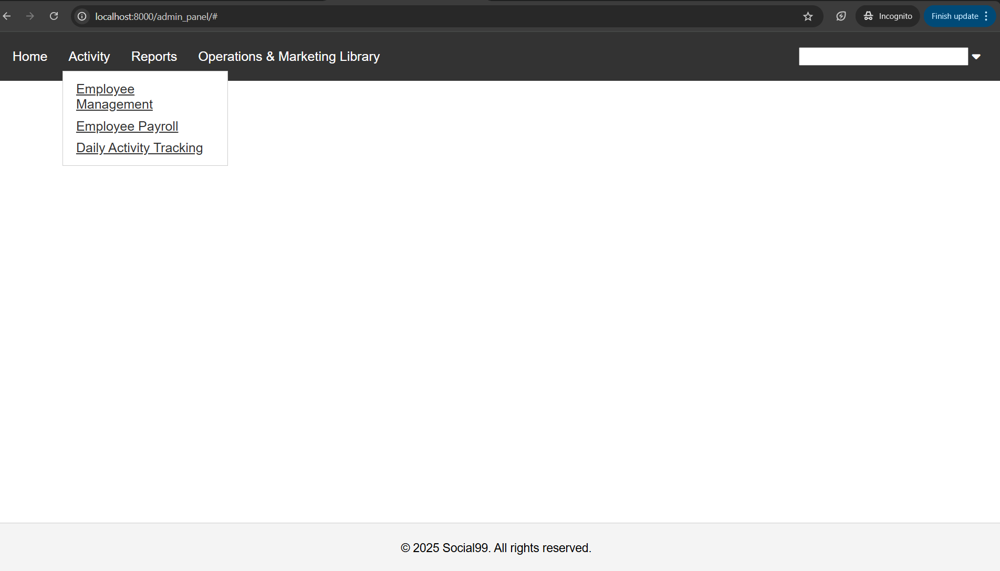 localhost:8000/admin_panel/#
Incognito
Finish update
Home
Activity
Reports
Operations & Marketing Library
Employee
Management
Employee Payroll
Daily Activity Tracking
© 2025 Social99. All rights reserved.